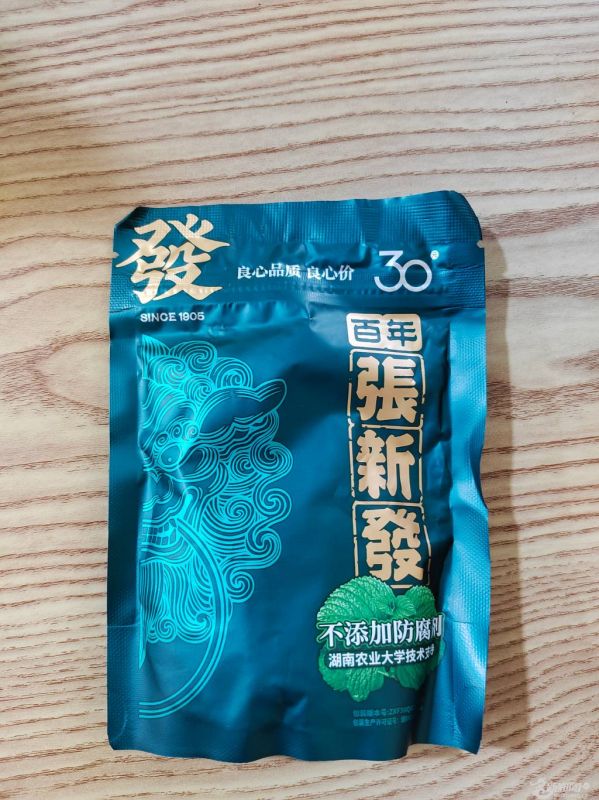 發
SINCE 1905
良心品质 良心价
30
百年
張新發
不添加防腐剂
湖南农业大学技术支持